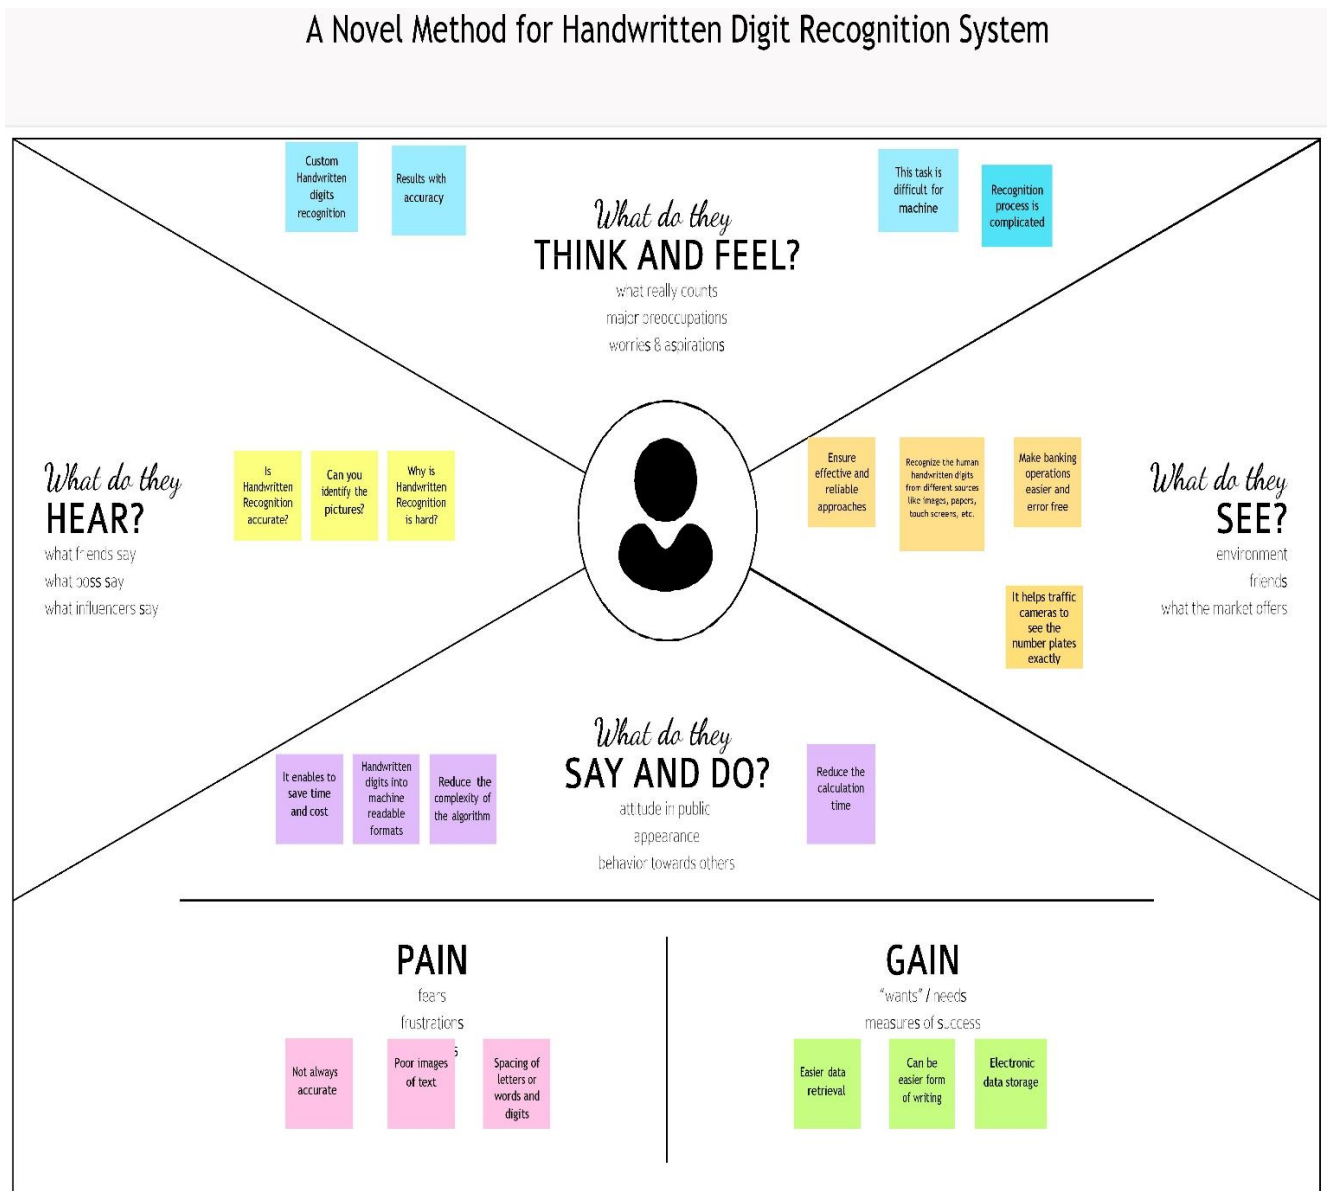 A Novel Method for Handwritten Digit Recognition System
Custom
Handwritten
digits
recognition
Results with
accuracy
What do they
THINK AND FEEL?
what really counts
major preoccupations
worries & aspirations
This task is
difficult for
machine
Recognition
process is
complicated
What do they
HEAR?
what friends say
what boss say
what influencers say
Is
Handwritten
Recognition
accurate?
Can you
identify the
pictures?
Why is
Handwritten
Recognition
is hard?
Ensure
effective and
reliable
approaches
Recognize the human
handwritten digits
from different sources
like images, papers,
touch screens, etc.
Make banking
operations
easier and
error free
It helps traffic
cameras to
see the
number plates
exactly
What do they
SEE?
environment
friends
what the market offers
It enables to
save time
and cost
Handwritten
digits into
machine
readable
formats
Reduce the
complexity of
the algorithm
What do they
SAY AND DO?
attitude in public
appearance
behavior towards others
Reduce the
calculation
time
PAIN
fears
frustrations
Not always
accurate
Poor images
of text
Spacing of
letters or
words and
digits
GAIN
"wants" / needs
measures of success
Easier data
retrieval
Can be
easier form
of writing
Electronic
data storage